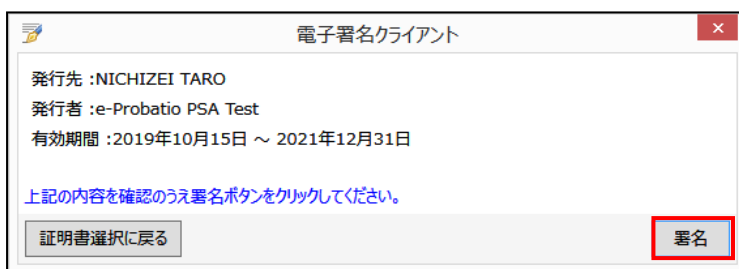 電子署名クライアント
発行先 :NICHIZEI TARO
発行者 :e-Probatio PSA Test
有効期間 :2019年10月15日 ～ 2021年12月31日
上記の内容を確認のうえ署名ボタンをクリックしてください。
証明書選択に戻る
署名